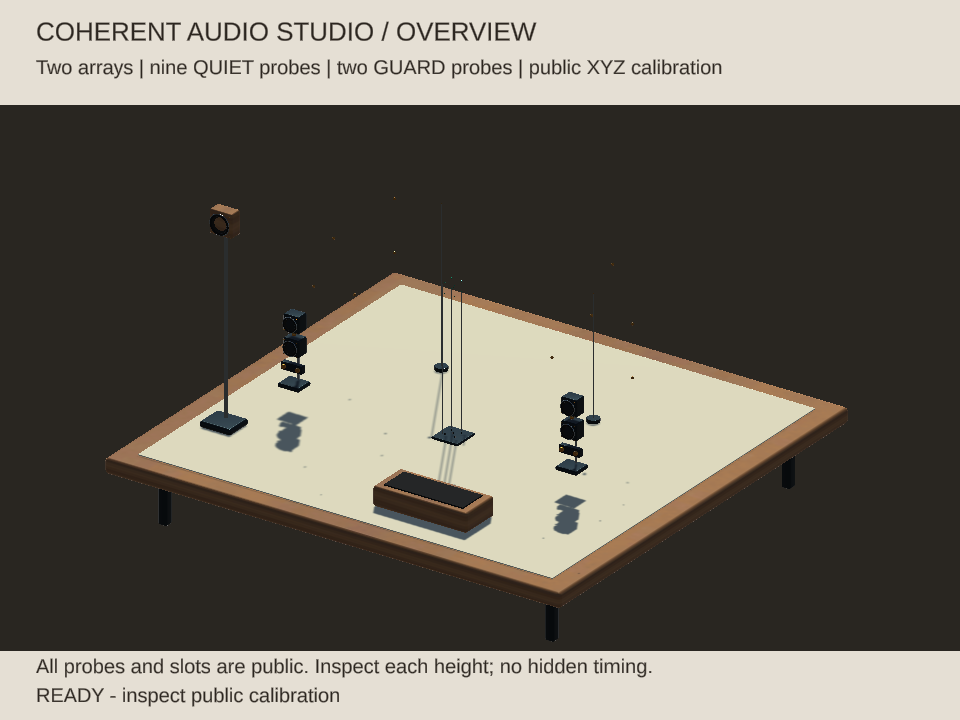 COHERENT AUDIO STUDIO / OVERVIEW
Two arrays | nine QUIET probes | two GUARD probes | public XYZ calibration
All probes and slots are public. Inspect each height; no hidden timing.
READY - inspect public calibration